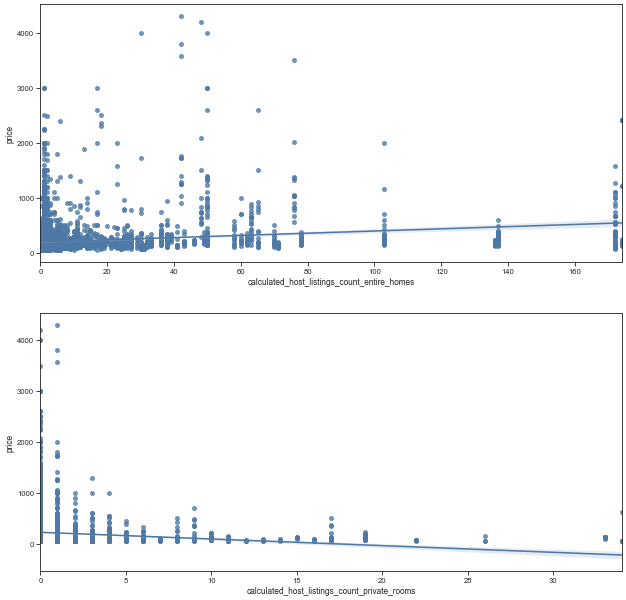 4000
3000
2000
1000
0
price
0 20 40 60 80 100 120 140 160
calculated_host_listings_count_entire_homes
4000
3000
2000
1000
0
price
0 5 10 15 20 25 30
calculated_host_listings_count_private_rooms